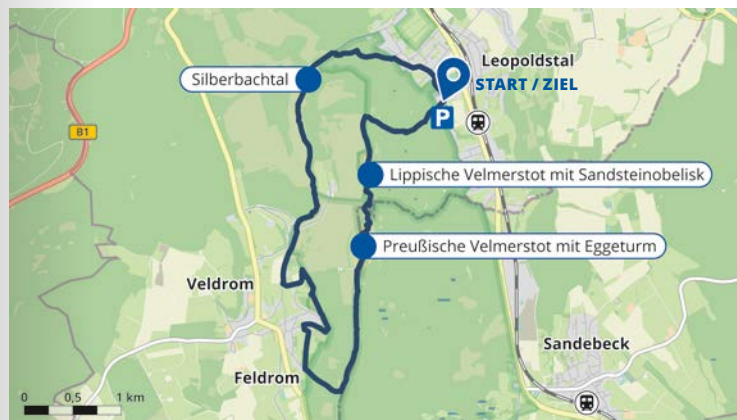 Leopoldstal
START / ZIEL
Silberbachtal
P
B1
Lippische Velmerstot mit Sandsteinobelisk
Preußische Velmerstot mit Eggeturm
Veldrom
Sandebeck
Feldrom
0 0,5 1 km